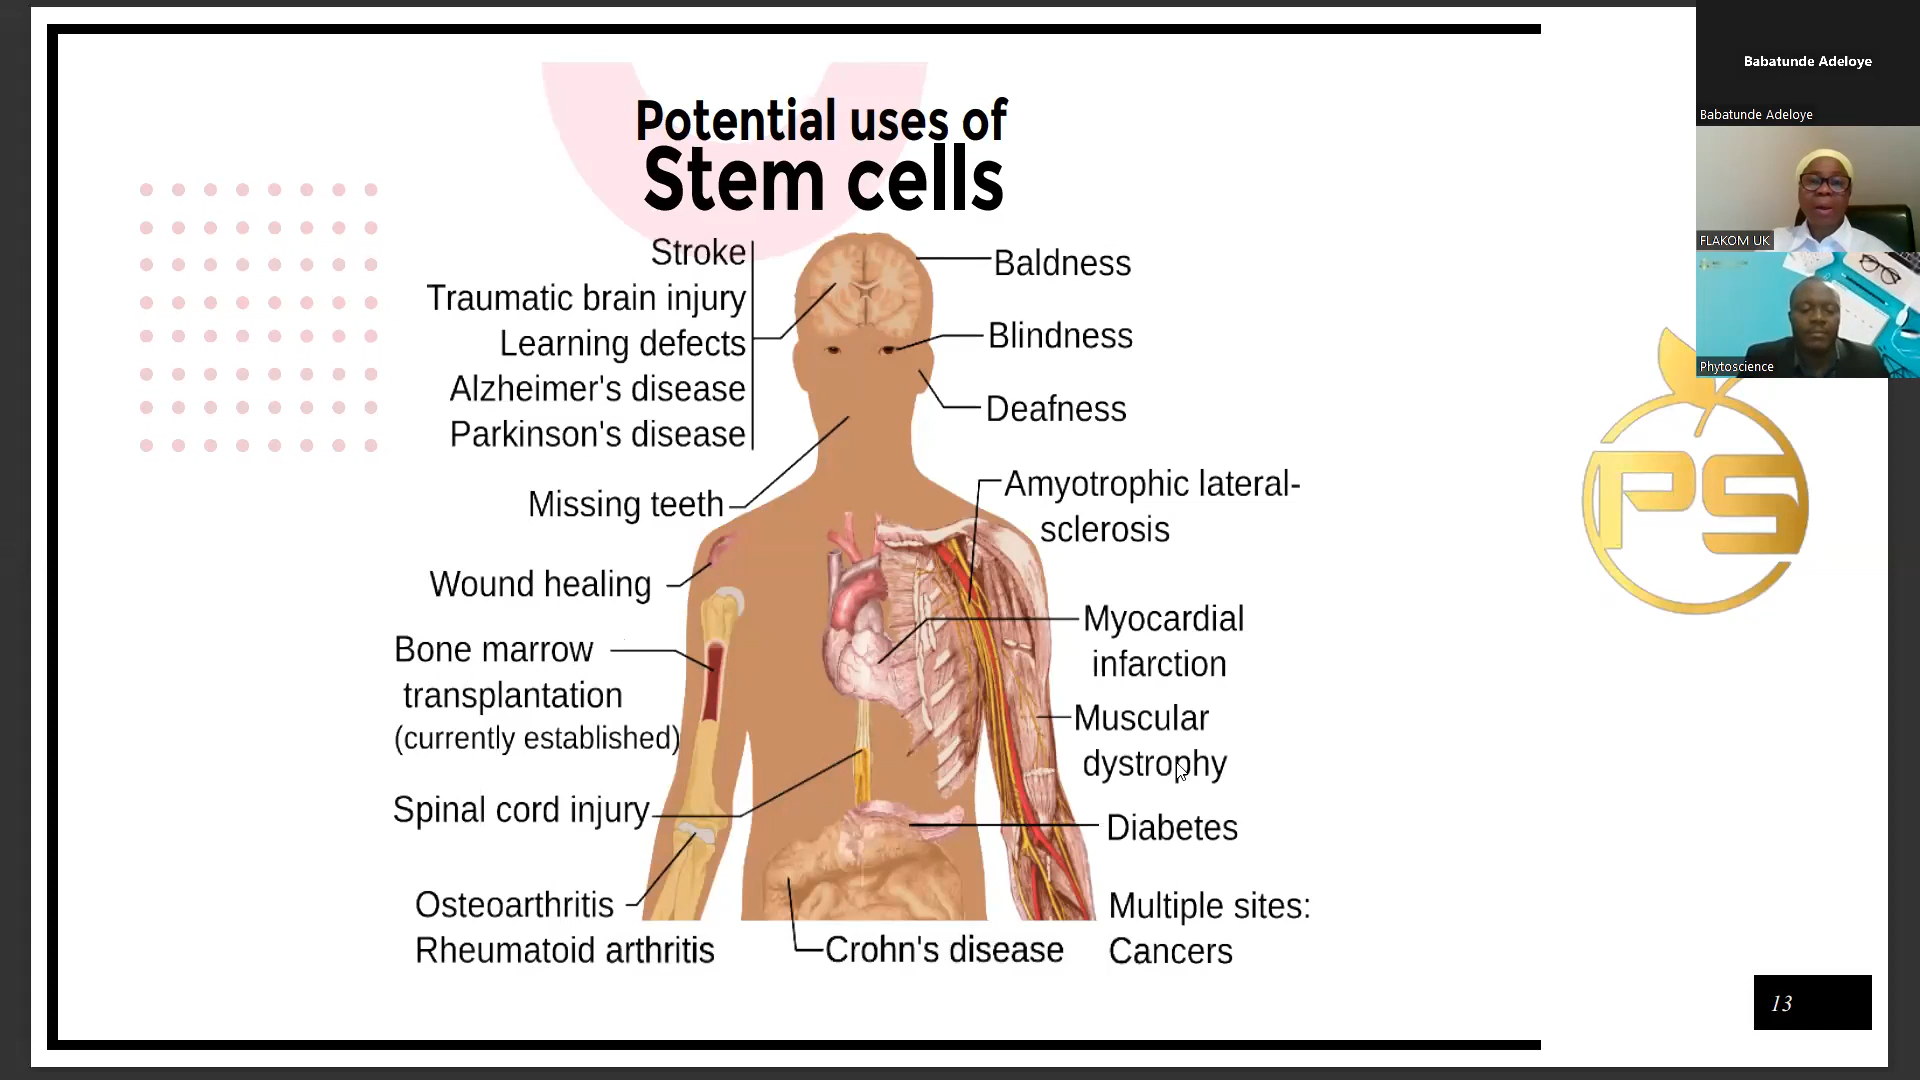 Potential uses of
Stem cells
Stroke
Traumatic brain injury
Learning defects
Alzheimer's disease
Parkinson's disease
Missing teeth
Wound healing
Bone marrow
transplantation
(currently established)
Spinal cord injury
Osteoarthritis
Rheumatoid arthritis
Baldness
Blindness
Deafness
Amyotrophic lateral-
sclerosis
Myocardial
infarction
Muscular
dystrophy
Diabetes
Crohn's disease
Multiple sites:
Cancers
Babatunde Adeloye
Babatunde Adeloye
FLAKOM UK
Phytoscience
PS
13